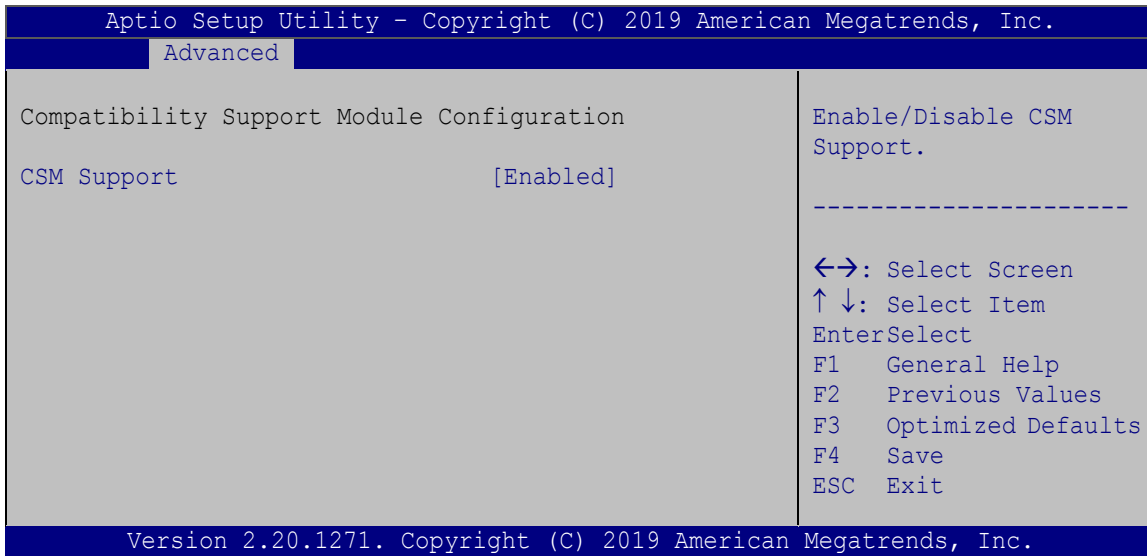 Aptio Setup Utility – Copyright (C) 2019 American Megatrends, Inc.
Advanced
Compatibility Support Module Configuration
CSM Support [Enabled]
Enable/Disable CSM
Support.
----------------------
←→: Select Screen
↑ ↓: Select Item
EnterSelect
F1 General Help
F2 Previous Values
F3 Optimized Defaults
F4 Save
ESC Exit
Version 2.20.1271. Copyright (C) 2019 American Megatrends, Inc.